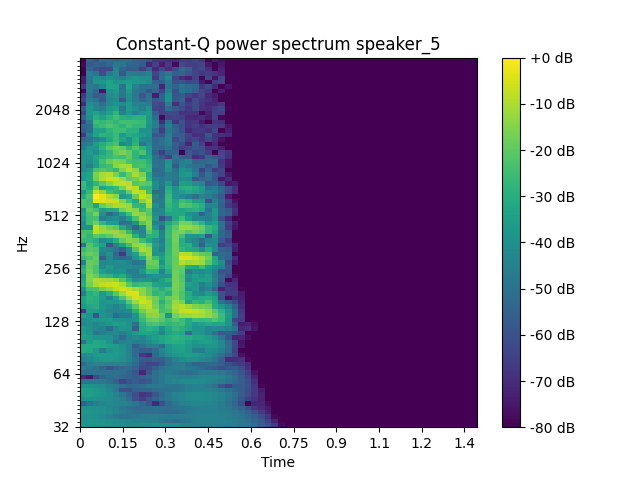 Constant-Q power spectrum speaker_5
+0 dB
2048
-10 dB
1024
-20 dB
512
-30 dB
Hz
-40 dB
256
-50 dB
128
-60 dB
64
-70 dB
32
-80 dB
0 0.15 0.3 0.45 0.6 0.75 0.9 1.1 1.2 1.4
Time